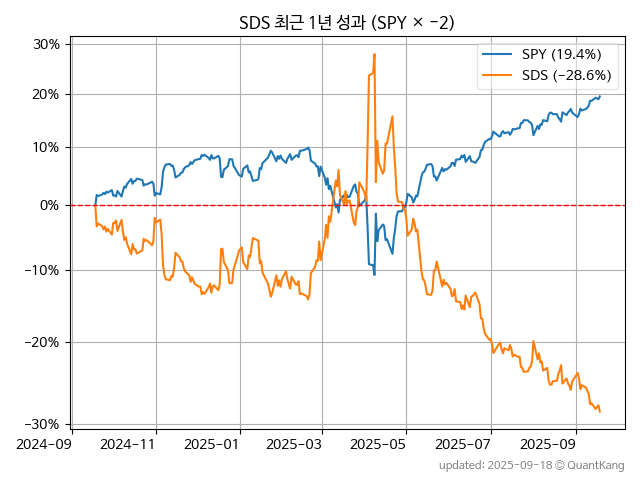 SDS 최근 1년 성과 (SPY × −2)
SPY (19.4%)
SDS (−28.6%)
30%
20%
10%
0%
−10%
−20%
−30%
2024-09 2024-11 2025-01 2025-03 2025-05 2025-07 2025-09
updated: 2025-09-18 © QuantKang